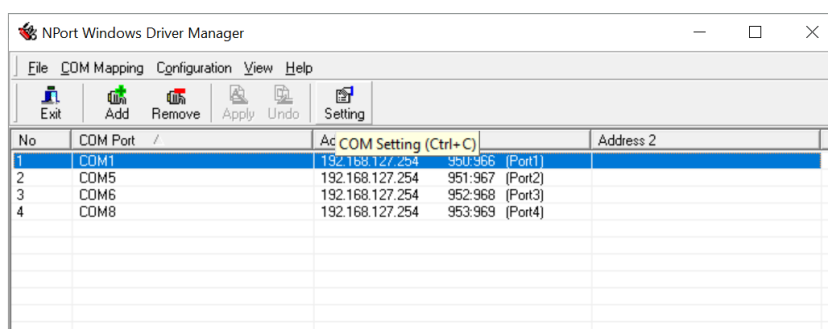 NPort Windows Driver Manager
File COM Mapping Configuration View Help
Exit Add Remove Apply Undo Setting
No COM Port Address 2
COM Setting (Ctrl+C)
1 COM1 192.168.127.254 950:966 (Port1)
2 COM5 192.168.127.254 951:967 (Port2)
3 COM6 192.168.127.254 952:968 (Port3)
4 COM8 192.168.127.254 953:969 (Port4)